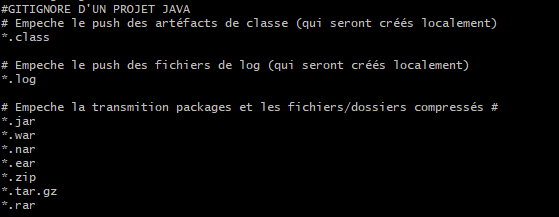 #GITIGNORE D'UN PROJET JAVA
# Empeche le push des artéfacts de classe (qui seront créés localement)
*.class
# Empeche le push des fichiers de log (qui seront créés localement)
*.log
# Empeche la transmition packages et les fichiers/dossiers compressés #
*.jar
*.war
*.nar
*.ear
*.zip
*.tar.gz
*.rar